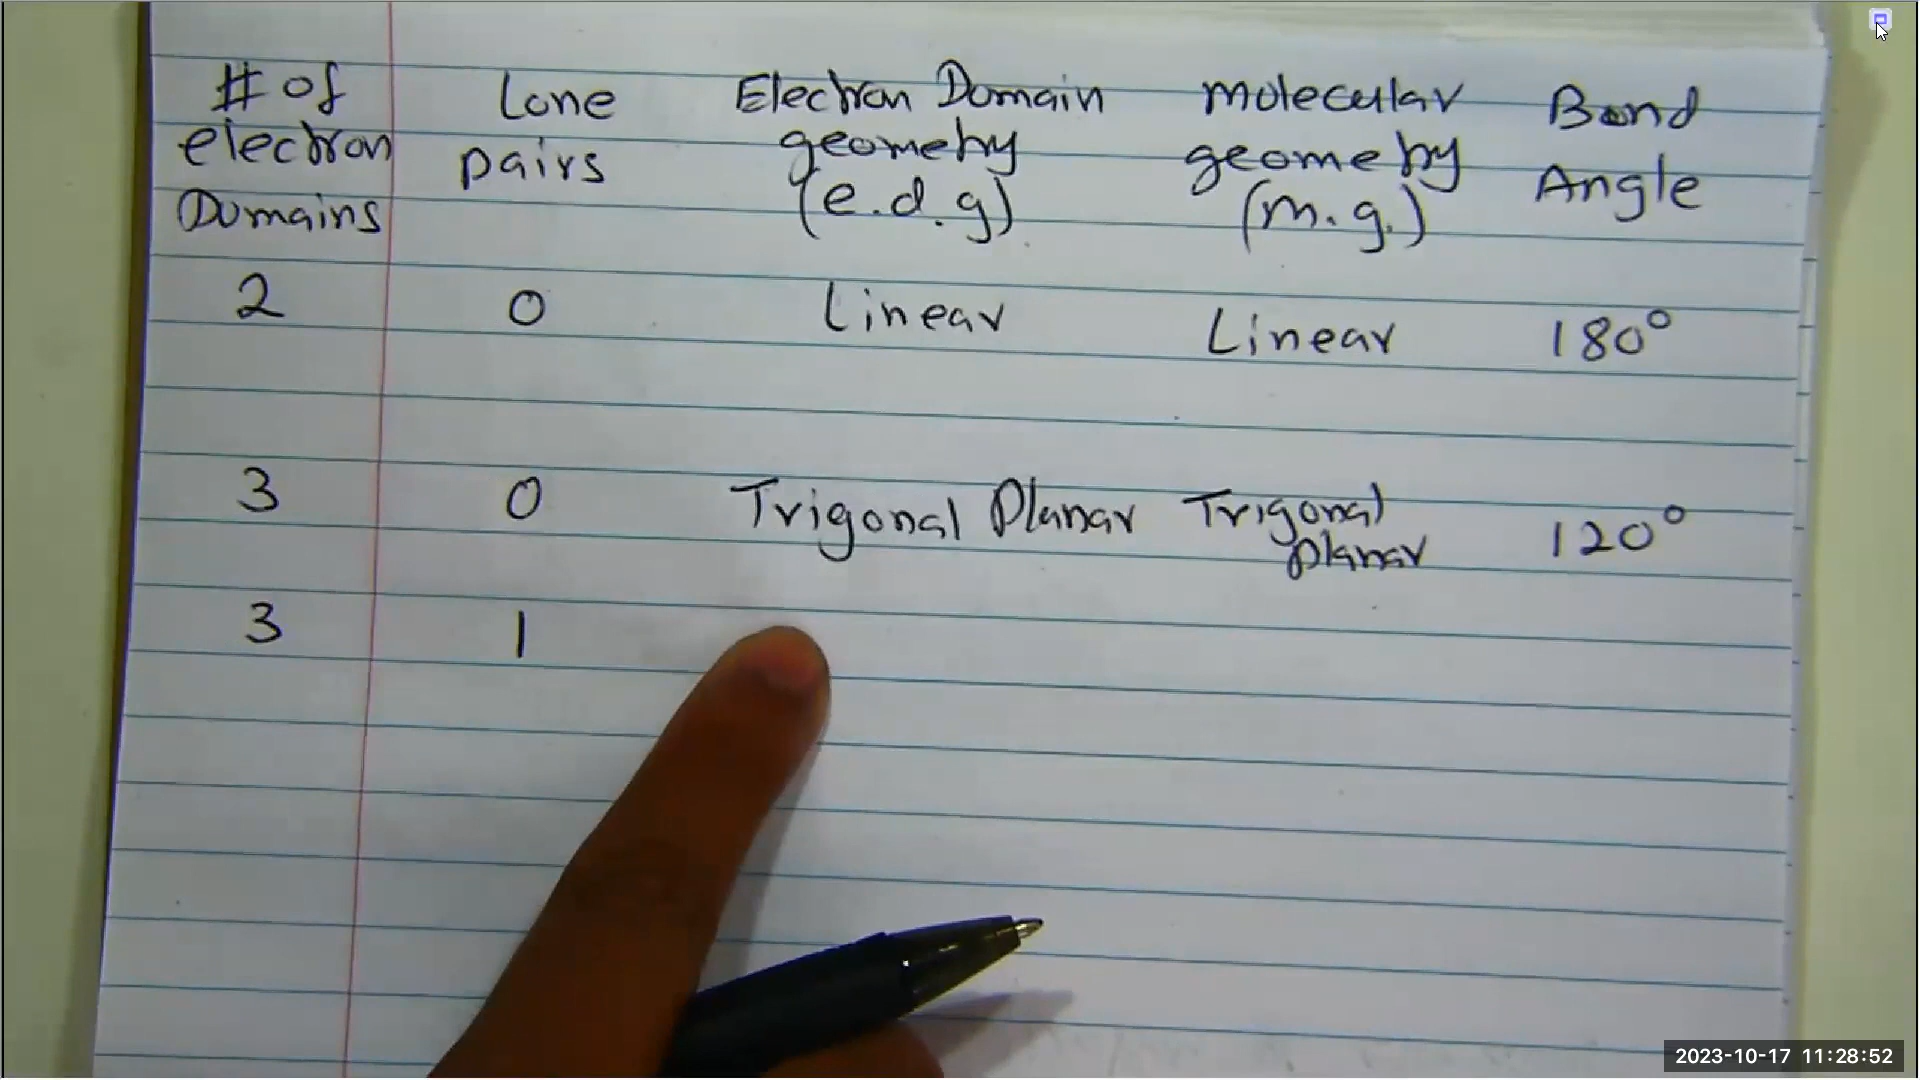 # of Lone Electron Domain Molecular Bond
electron pairs geometry geometry Angle
Domains (e.d.g) (m.g.)
2 0 Linear Linear 180°
3 0 Trigonal Planar Trigonal planar 120°
3 1
2023-10-17 11:28:52